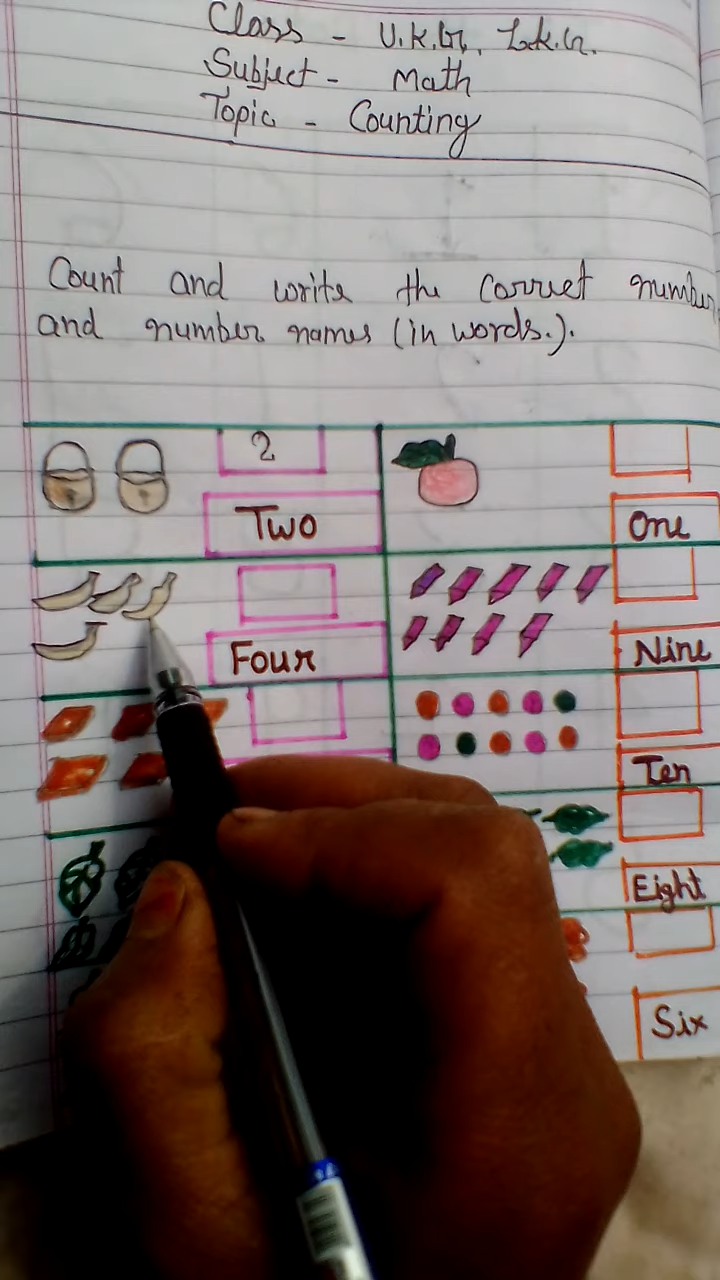 Class - U.K.G, L.K.G.
Subject - Math
Topic - Counting
Count and write the corruet number
and number names (in words.).
2
Two
One
Four
Nine
Ten
Eight
Six